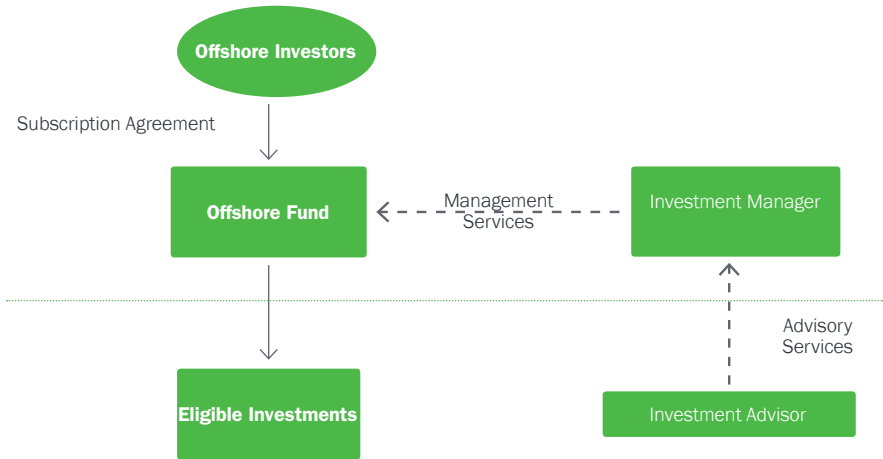 Offshore Investors
Subscription Agreement
Offshore Fund
Management
Services
Investment Manager
Advisory
Services
Eligible Investments
Investment Advisor